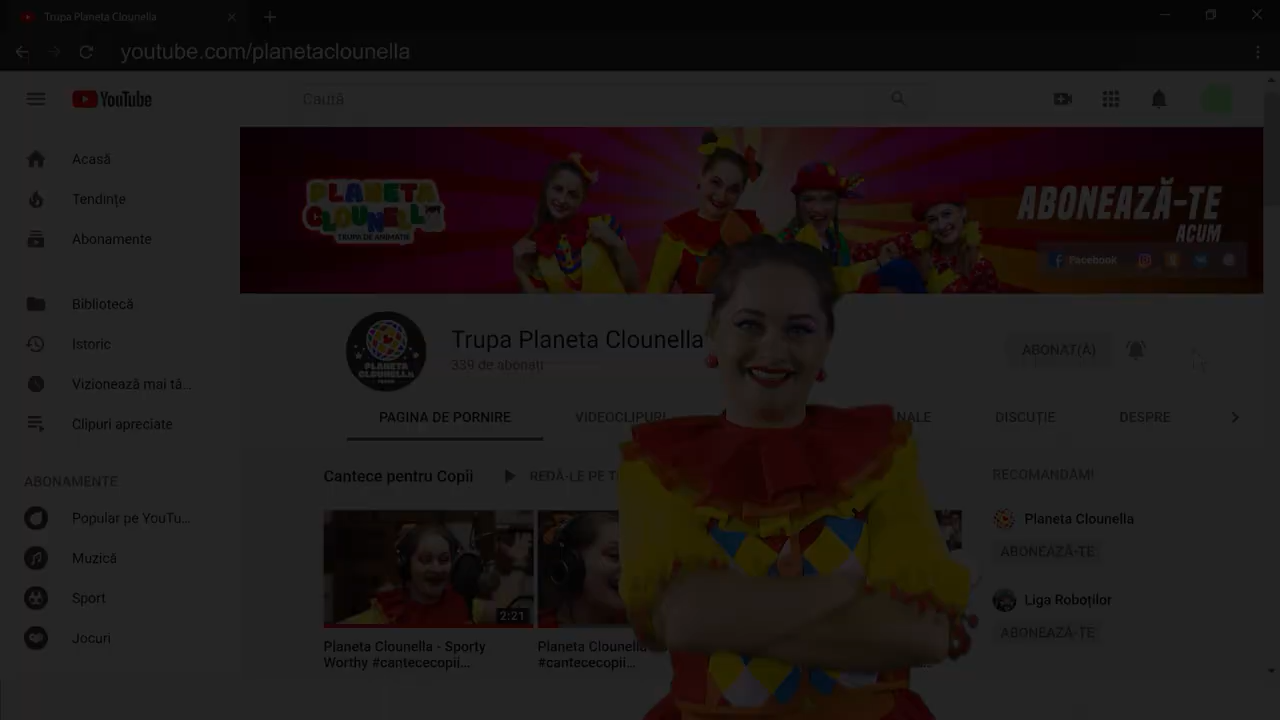 Trupa Planeta Clounella
youtube.com/planetaclounella
YouTube
Caută
Acasă
Tendințe
Abonamente
Bibliotecă
Istoric
Vizionează mai tâ...
Clipuri apreciate
ABONAMENTE
Popular pe YouTu...
Muzică
Sport
Jocuri
PLANETA
CLOUNELLA
TRUPA DE ANIMAȚIE
ABONEAZĂ-TE
ACUM
Facebook
PLANETA
CLOUNELLA
Trupa Planeta Clounella
339 de abonați
ABONAT(Ă)
PAGINA DE PORNIRE
VIDEOCLIPURI
NALE
DISCUȚIE
DESPRE
Cantece pentru Copii
REDĂ-LE PE T
2:21
Planeta Clounella - Sporty
Worthy #cantececopii...
Planeta Clounella
#cantececopii...
RECOMANDĂM!
Planeta Clounella
ABONEAZĂ-TE
Liga Roboților
ABONEAZĂ-TE